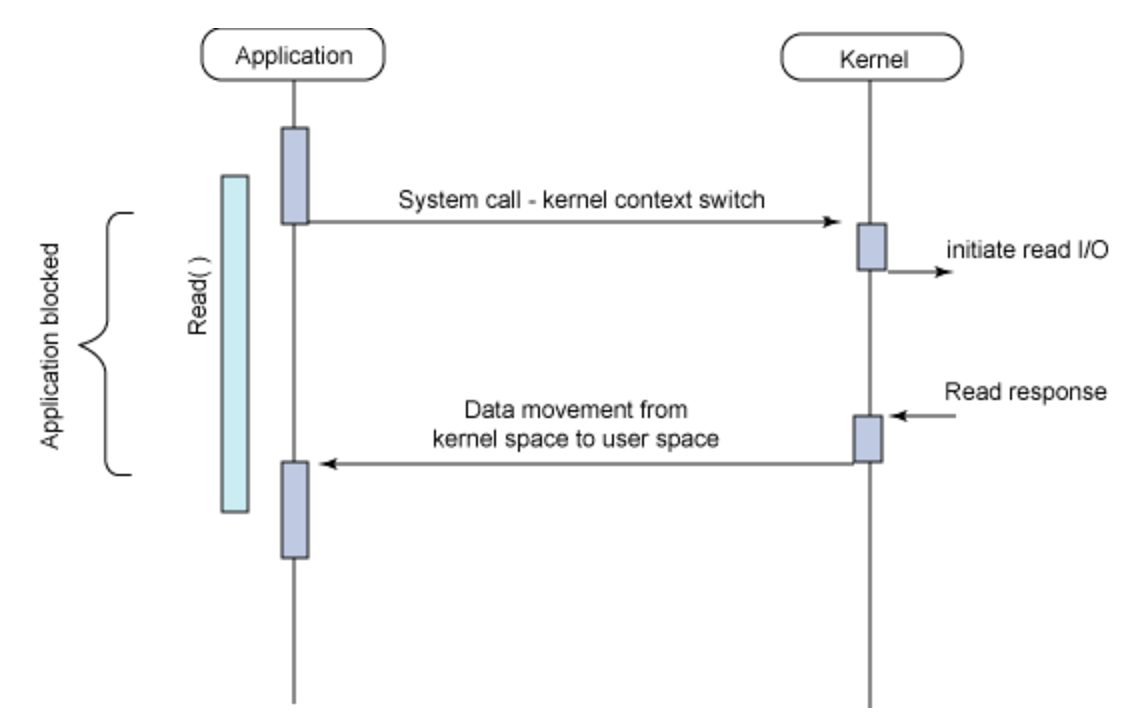 Application
Kernel
System call - kernel context switch
initiate read I/O
Application blocked
Read( )
Read response
Data movement from
kernel space to user space